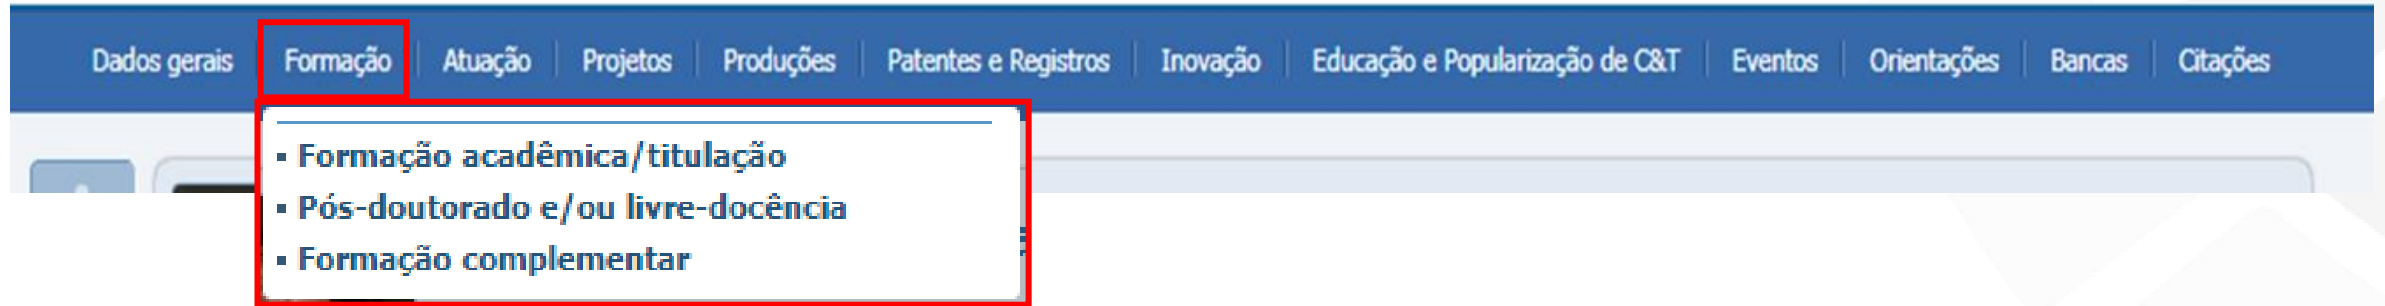 Dados gerais Formação Atuação Projetos Produções Patentes e Registros Inovação Educação e Popularização de C&T Eventos Orientações Bancas Citações
▪ Formação acadêmica/titulação
▪ Pós-doutorado e/ou livre-docência
▪ Formação complementar